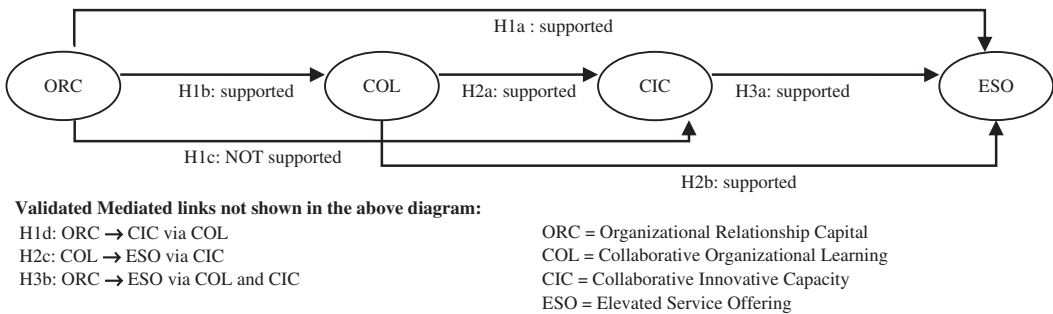 H1a : supported
ORC
COL
CIC
ESO
H1b: supported
H2a: supported
H3a: supported
H1c: NOT supported
H2b: supported
Validated Mediated links not shown in the above diagram:
H1d: ORC → CIC via COL
H2c: COL → ESO via CIC
H3b: ORC → ESO via COL and CIC
ORC = Organizational Relationship Capital
COL = Collaborative Organizational Learning
CIC = Collaborative Innovative Capacity
ESO = Elevated Service Offering